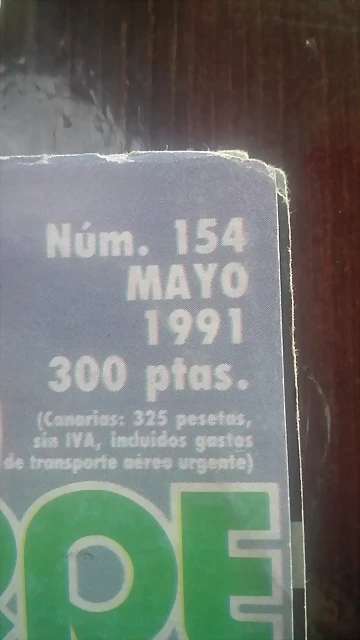 Núm. 154
MAYO
1991
300 ptas.
(Canarias: 325 pesetas,
sin IVA, incluidos gastos
de transporte aéreo urgente)